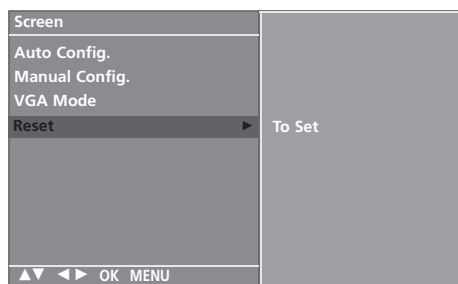 Screen
Auto Config.
Manual Config.
VGA Mode
Reset ► To Set
▲▼ ◄► OK MENU